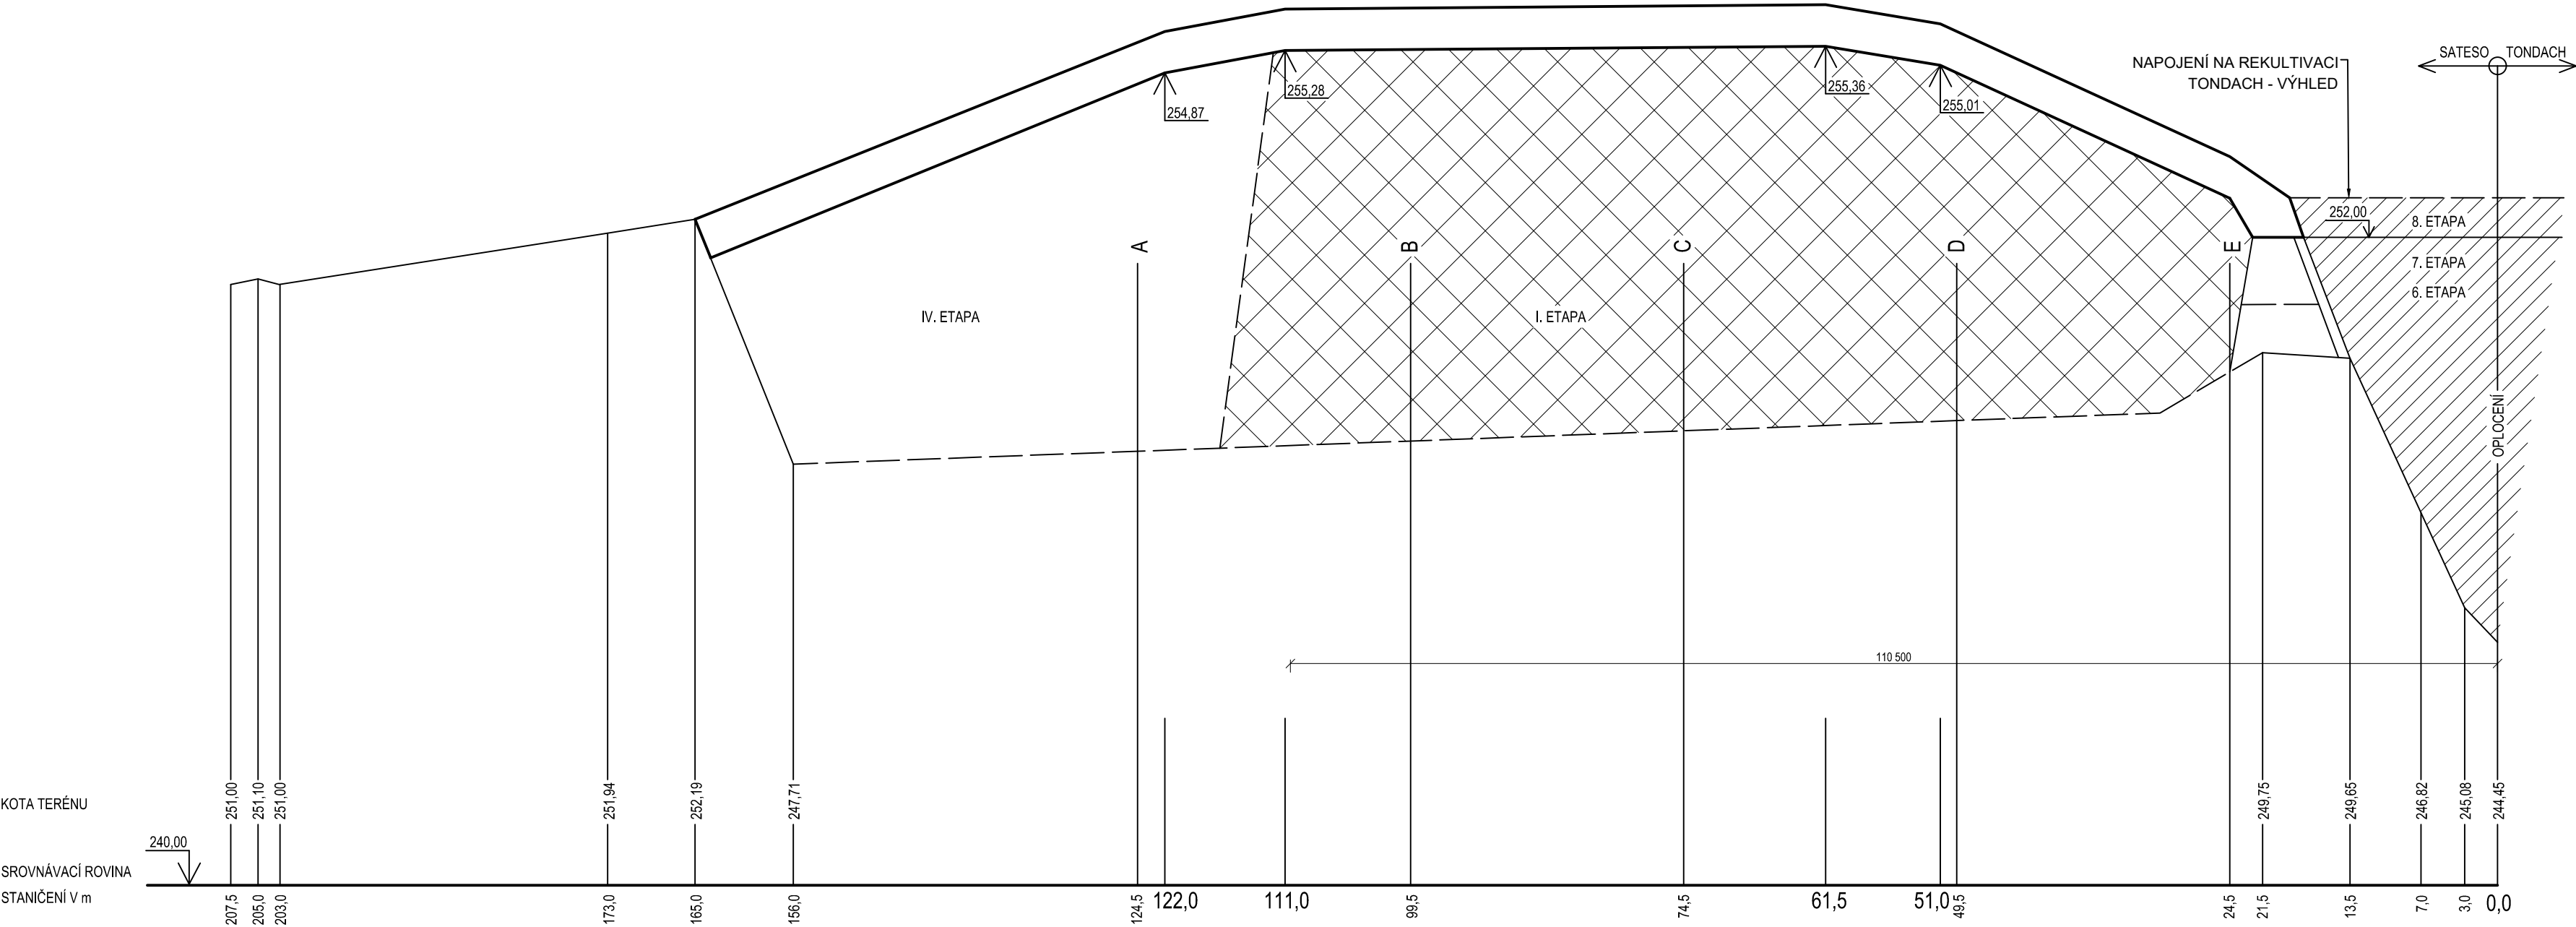 SATESO TONDACH
NAPOJENÍ NA REKULTIVACI
TONDACH - VÝHLED
254,87
255,28
255,36
255,01
252,00
8. ETAPA
7. ETAPA
6. ETAPA
A
B
C
D
E
IV. ETAPA
I. ETAPA
OPLOCENÍ
110 500
KOTA TERÉNU
251,00
251,10
251,00
251,94
252,19
247,71
249,75
249,65
246,82
245,08
244,45
240,00
SROVNÁVACÍ ROVINA
STANIČENÍ V m
207,5
205,0
203,0
173,0
165,0
156,0
124,5
122,0
111,0
99,5
74,5
61,5
51,0
49,5
24,5
21,5
13,5
7,0
3,0
0,0